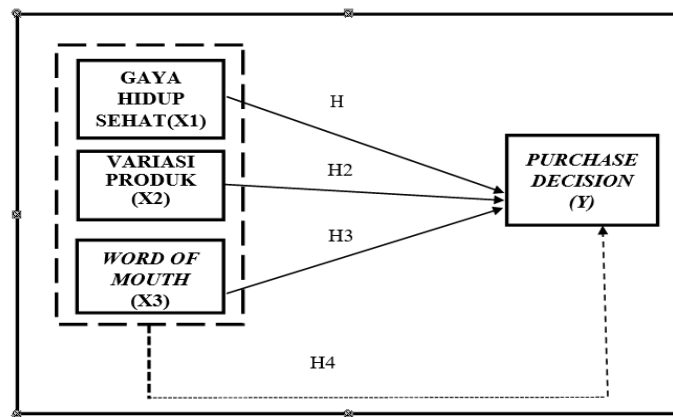 GAYA
HIDUP
SEHAT(X1)
H
VARIASI
PRODUK
(X2)
H2
PURCHASE
DECISION
(Y)
H3
WORD OF
MOUTH
(X3)
H4